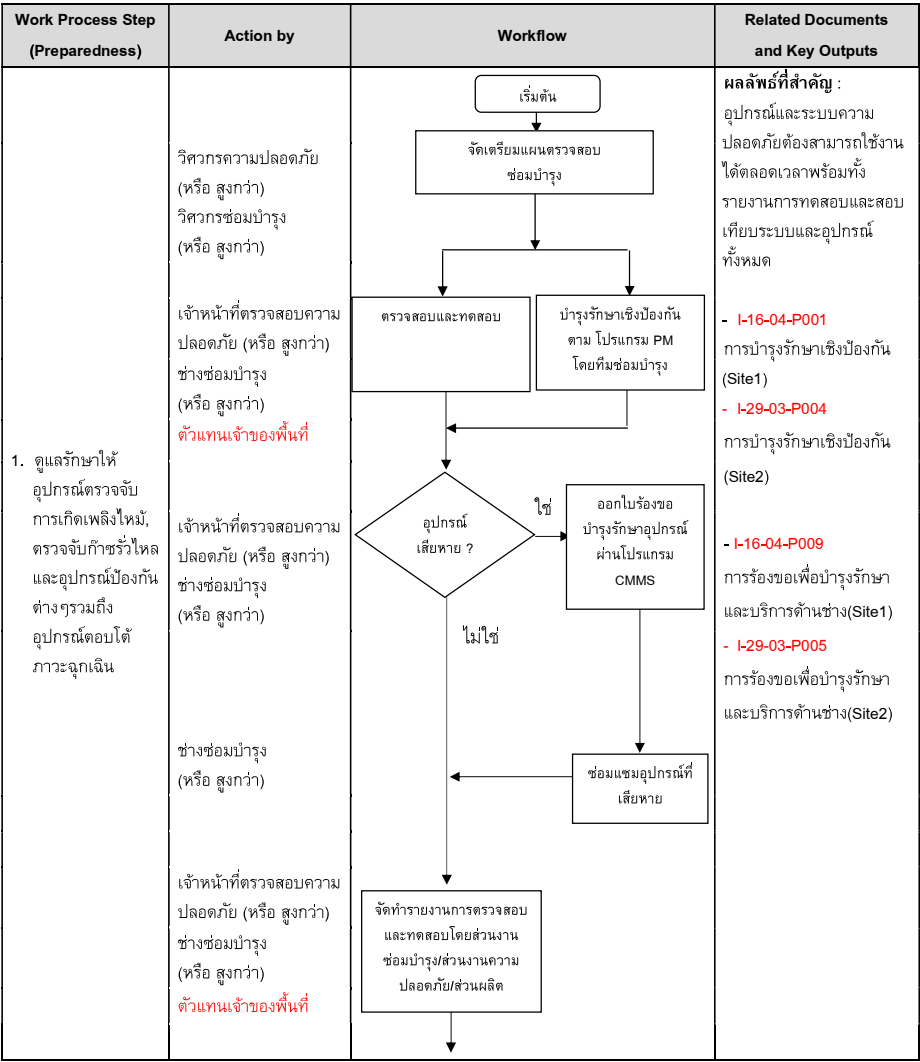 Work Process Step
(Preparedness)
Action by
Workflow
Related Documents
and Key Outputs
1. ดูแลรักษาให้
อุปกรณ์ตรวจจับ
การเกิดเพลิงไหม้,
ตรวจจับก๊าซรั่วไหล
และอุปกรณ์ป้องกัน
ต่างๆรวมถึง
อุปกรณ์ตอบโต้
ภาวะฉุกเฉิน
วิศวกรความปลอดภัย
(หรือ สูงกว่า)
วิศวกรซ่อมบำรุง
(หรือ สูงกว่า)
เจ้าหน้าที่ตรวจสอบความ
ปลอดภัย (หรือ สูงกว่า)
ช่างซ่อมบำรุง
(หรือ สูงกว่า)
ตัวแทนเจ้าของพื้นที่
เจ้าหน้าที่ตรวจสอบความ
ปลอดภัย (หรือ สูงกว่า)
ช่างซ่อมบำรุง
(หรือ สูงกว่า)
ช่างซ่อมบำรุง
(หรือ สูงกว่า)
เจ้าหน้าที่ตรวจสอบความ
ปลอดภัย (หรือ สูงกว่า)
ช่างซ่อมบำรุง
(หรือ สูงกว่า)
ตัวแทนเจ้าของพื้นที่
เริ่มต้น
จัดเตรียมแผนตรวจสอบ
ซ่อมบำรุง
ตรวจสอบและทดสอบ
บำรุงรักษาเชิงป้องกัน
ตาม โปรแกรม PM
โดยทีมซ่อมบำรุง
อุปกรณ์
เสียหาย ?
ใช่
ออกใบร้องขอ
บำรุงรักษาอุปกรณ์
ผ่านโปรแกรม
CMMS
ไม่ใช่
ซ่อมแซมอุปกรณ์ที่
เสียหาย
จัดทำรายงานการตรวจสอบ
และทดสอบโดยส่วนงาน
ซ่อมบำรุง/ส่วนงานความ
ปลอดภัย/ส่วนผลิต
ผลลัพธ์ที่สำคัญ :
อุปกรณ์และระบบความ
ปลอดภัยต้องสามารถใช้งาน
ได้ตลอดเวลาพร้อมทั้ง
รายงานการทดสอบและสอบ
เทียบระบบและอุปกรณ์
ทั้งหมด
- I-16-04-P001
การบำรุงรักษาเชิงป้องกัน
(Site1)
- I-29-03-P004
การบำรุงรักษาเชิงป้องกัน
(Site2)
- I-16-04-P009
การร้องขอเพื่อบำรุงรักษา
และบริการด้านช่าง(Site1)
- I-29-03-P005
การร้องขอเพื่อบำรุงรักษา
และบริการด้านช่าง(Site2)